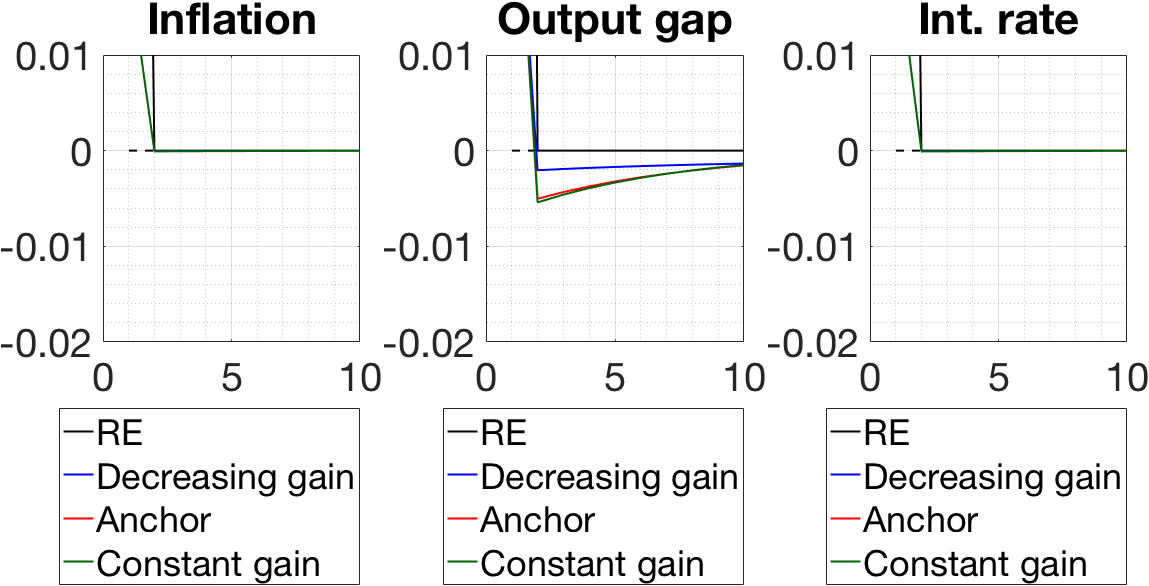 Inflation
0.01
0
-0.01
-0.02
0 5 10
RE
Decreasing gain
Anchor
Constant gain
Output gap
0.01
0
-0.01
-0.02
0 5 10
RE
Decreasing gain
Anchor
Constant gain
Int. rate
0.01
0
-0.01
-0.02
0 5 10
RE
Decreasing gain
Anchor
Constant gain